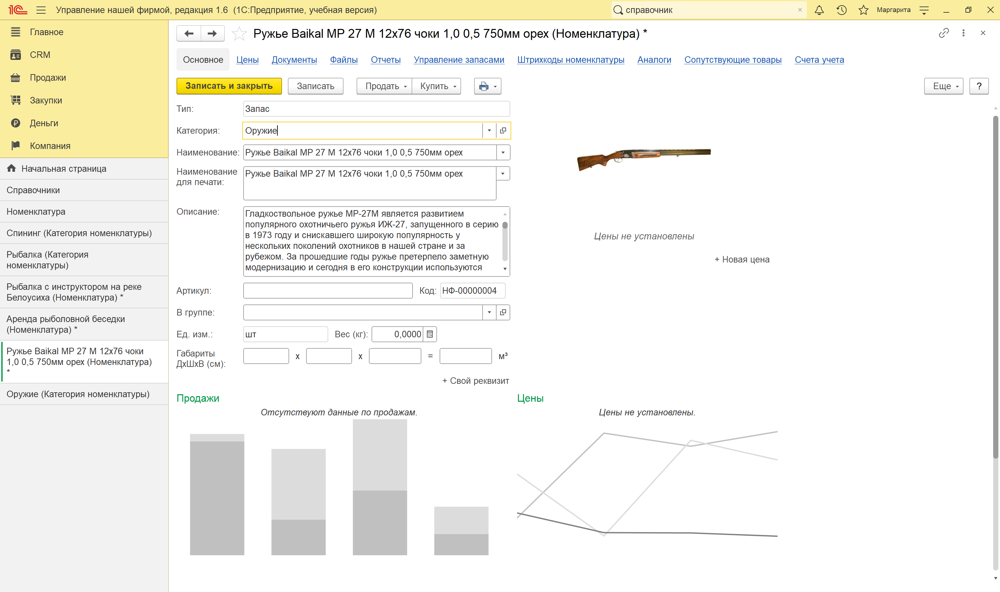 1С Управление нашей фирмой, редакция 1.6 (1С:Предприятие, учебная версия) справочник × Маргарита
Главное
CRM
Продажи
Закупки
Деньги
Компания
Начальная страница
Справочники
Номенклатура
Спининг (Категория номенклатуры)
Рыбалка (Категория
номенклатуры)
Рыбалка с инструктором на реке
Белоусиха (Номенклатура) *
Аренда рыболовной беседки
(Номенклатура) *
Ружье Baikal МР 27 М 12х76 чоки
1,0 0,5 750мм орех (Номенклатура)
*
Оружие (Категория номенклатуры)
Ружье Baikal МР 27 М 12х76 чоки 1,0 0,5 750мм орех (Номенклатура) *
Основное Цены Документы Файлы Отчеты Управление запасами Штрихкоды номенклатуры Аналоги Сопутствующие товары Счета учета
Записать и закрыть Записать Продать Купить Еще ?
Тип: Запас
Категория: Оружие
Наименование: Ружье Baikal МР 27 М 12х76 чоки 1,0 0,5 750мм орех
Наименование
для печати:
Ружье Baikal МР 27 М 12х76 чоки 1,0 0,5 750мм орех
Описание:
Гладкоствольное ружье МР-27М является развитием
популярного охотничьего ружья ИЖ-27, запущенного в серию
в 1973 году и снискавшего широкую популярность у
нескольких поколений охотников в нашей стране и за
рубежом. За прошедшие годы ружье претерпело заметную
модернизацию и сегодня в его конструкции используются
Цены не установлены
+ Новая цена
Артикул: Код: НФ-00000004
В группе:
Ед. изм.: шт Вес (кг): 0,0000
Габариты
ДхШхВ (см):
х х = м³
+ Свой реквизит
Продажи
Отсутствуют данные по продажам.
Цены
Цены не установлены.